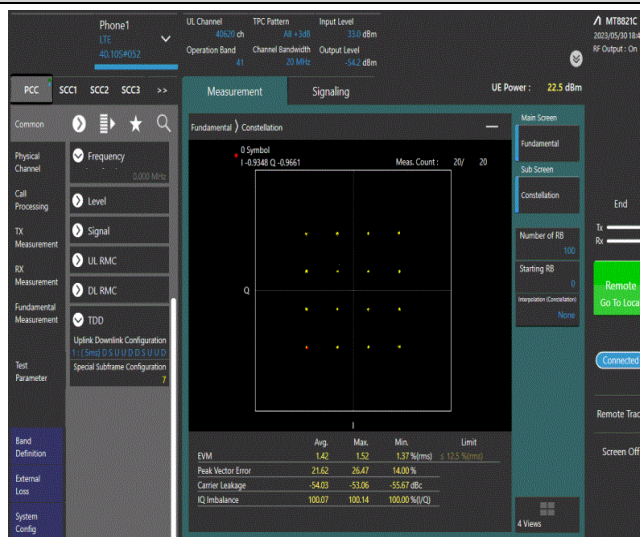 Phone1
LTE
40.10S#052
UL Channel
40620 ch
TPC Pattern
All +3dB
Input Level
33.0 dBm
Operation Band
41
Channel Bandwidth
20 MHz
Output Level
-54.2 dBm
MT8821C
2023/05/30 18:4
RF Output : On
PCC SCC1 SCC2 SCC3 >>
Measurement Signaling
UE Power : 22.5 dBm
Common
Physical
Channel
Call
Processing
TX
Measurement
RX
Measurement
Fundamental
Measurement
Test
Parameter
Band
Definition
External
Loss
System
Config
Frequency
0.000 MHz
Level
Signal
UL RMC
DL RMC
TDD
Uplink Downlink Configuration
1 : ( 5ms) D S U U D D S U U D
Special Subframe Configuration
7
Fundamental > Constellation
0 Symbol
I -0.9348 Q -0.9661
Meas. Count : 20/ 20
Q
I
Avg. Max. Min. Limit
EVM 1.42 1.52 1.37 %(rms) ≤ 12.5 %(rms)
Peak Vector Error 21.62 26.47 14.00 %
Carrier Leakage -54.03 -53.06 -55.67 dBc
IQ Imbalance 100.07 100.14 100.00 %(I/Q)
Main Screen
Fundamental
Sub Screen
Constellation
Number of RB
100
Starting RB
0
Interpolation (Constellation)
None
4 Views
End
Tx
Rx
Remote
Go To Loca
Connected
Remote Trac
Screen Off